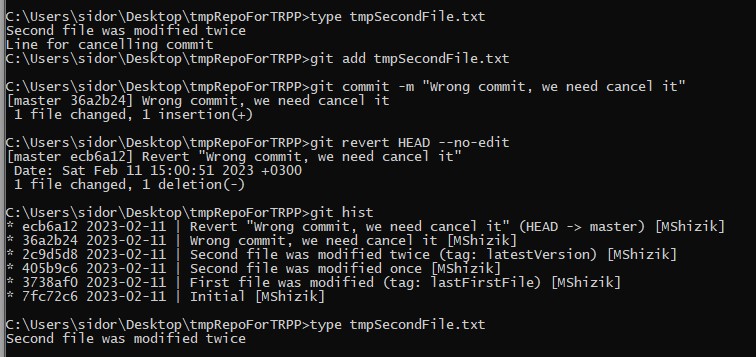 C:\Users\sidor\Desktop\tmpRepoForTRPP>type tmpSecondFile.txt
Second file was modified twice
Line for cancelling commit
C:\Users\sidor\Desktop\tmpRepoForTRPP>git add tmpSecondFile.txt
C:\Users\sidor\Desktop\tmpRepoForTRPP>git commit -m "Wrong commit, we need cancel it"
[master 36a2b24] Wrong commit, we need cancel it
 1 file changed, 1 insertion(+)
C:\Users\sidor\Desktop\tmpRepoForTRPP>git revert HEAD --no-edit
[master ecb6a12] Revert "Wrong commit, we need cancel it"
 Date: Sat Feb 11 15:00:51 2023 +0300
 1 file changed, 1 deletion(-)
C:\Users\sidor\Desktop\tmpRepoForTRPP>git hist
* ecb6a12 2023-02-11 | Revert "Wrong commit, we need cancel it" (HEAD -> master) [MShizik]
* 36a2b24 2023-02-11 | Wrong commit, we need cancel it [MShizik]
* 2c9d5d8 2023-02-11 | Second file was modified twice (tag: latestVersion) [MShizik]
* 405b9c6 2023-02-11 | Second file was modified once [MShizik]
* 3738af0 2023-02-11 | First file was modified (tag: lastFirstFile) [MShizik]
* 7fc72c6 2023-02-11 | Initial [MShizik]
C:\Users\sidor\Desktop\tmpRepoForTRPP>type tmpSecondFile.txt
Second file was modified twice